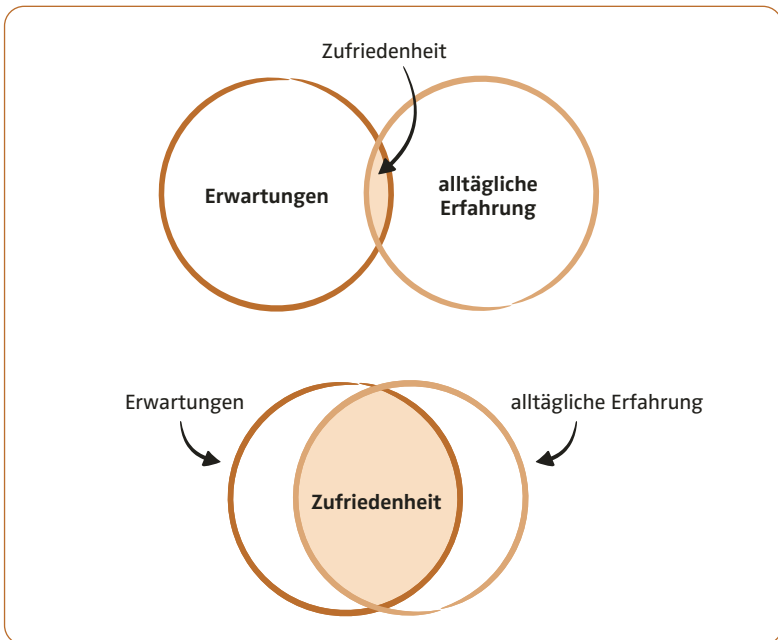 Zufriedenheit
Erwartungen
alltägliche
Erfahrung
Erwartungen
alltägliche Erfahrung
Zufriedenheit